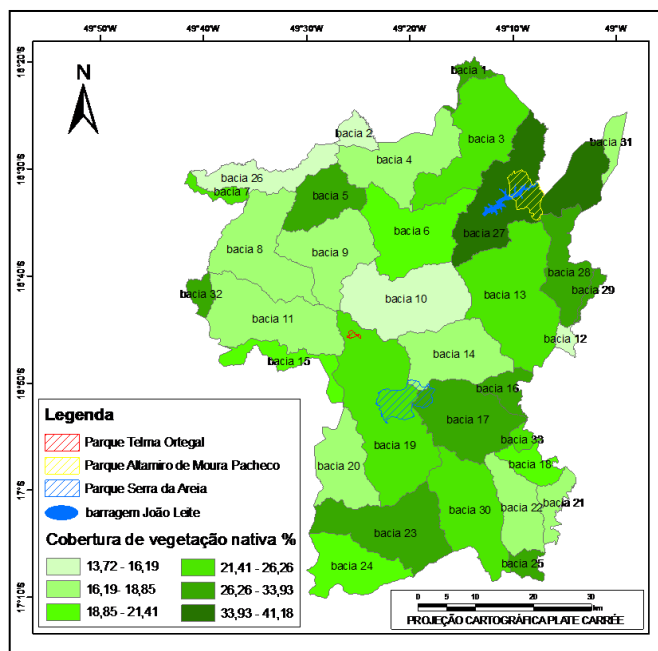 49°50'W 49°40'W 49°30'W 49°20'W 49°10'W 49°W
16°20'S
N
bacia 1
bacia 2
bacia 3
bacia 31
bacia 4
16°30'S
bacia 26
bacia 7
bacia 5
bacia 6
bacia 27
bacia 8
bacia 9
bacia 28
16°40'S
bacia 32
bacia 10
bacia 13
bacia 29
bacia 11
bacia 12
bacia 14
bacia 15
16°50'S
bacia 16
bacia 17
bacia 33
bacia 19
bacia 18
bacia 20
17°S
bacia 21
bacia 22
bacia 30
bacia 23
bacia 24
bacia 25
17°10'S
Legenda
Parque Telma Ortegal
Parque Altamiro de Moura Pacheco
Parque Serra da Areia
barragem João Leite
Cobertura de vegetação nativa %
13,72 - 16,19
16,19- 18,85
18,85 - 21,41
21,41 - 26,26
26,26 - 33,93
33,93 - 41,18
0 5 10 20 30
km
PROJEÇÃO CARTOGRÁFICA PLATE CARRÉE